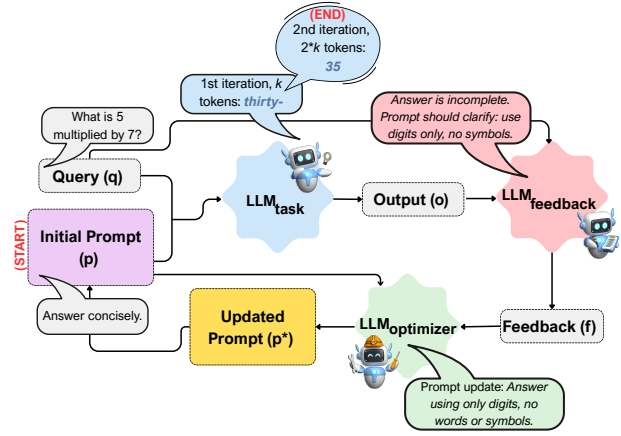 (END)
2nd iteration,
2*k tokens:
35
1st iteration, k
tokens: thirty-
What is 5
multiplied by 7?
Answer is incomplete.
Prompt should clarify: use
digits only, no symbols.
Query (q)
LLMtask
Output (o)
LLMfeedback
(START)
Initial Prompt
(p)
Answer concisely.
Updated
Prompt (p*)
LLMoptimizer
Feedback (f)
Prompt update: Answer
using only digits, no
words or symbols.